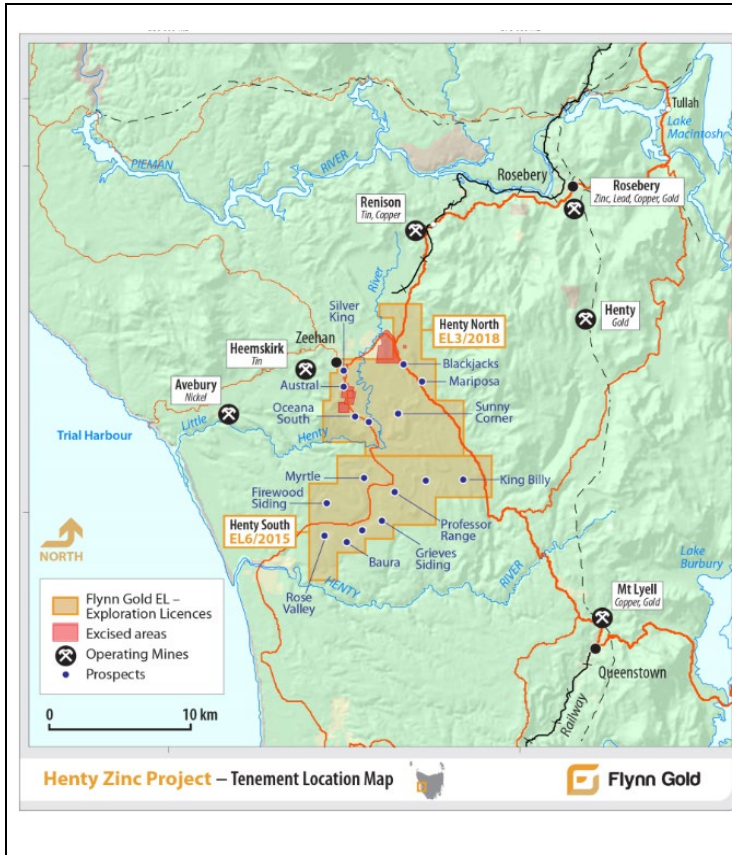 Tullah
Lake
Macintosh
PIEMAN
RIVER
Rosebery
Rosebery
Zinc, Lead, Copper, Gold
Renison
Tin, Copper
River
Silver
King
Henty North
EL3/2018
Henty
Gold
Zeehan
Heemskirk
Tin
Blackjacks
Mariposa
Austral
Avebury
Nickel
Oceana
South
Sunny
Corner
Little
Henty
Trial Harbour
Myrtle
King Billy
Firewood
Siding
Henty South
EL6/2015
Professor
Range
NORTH
Grieves
Siding
Baura
Rose
Valley
HENTY
RIVER
Lake
Burbury
Mt Lyell
Copper, Gold
Queenstown
Railway
Flynn Gold EL –
Exploration Licences
Excised areas
Operating Mines
Prospects
0 10 km
Henty Zinc Project – Tenement Location Map
Flynn Gold